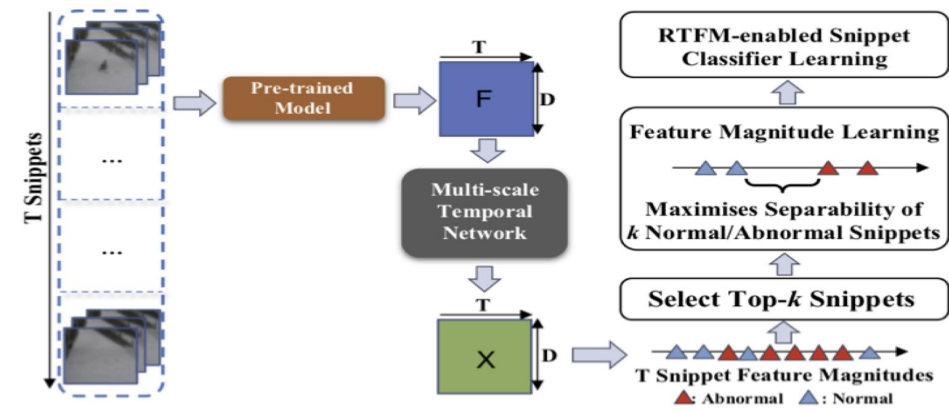 T Snippets
...
...
Pre-trained
Model
T
F
D
Multi-scale
Temporal
Network
T
X
D
RTFM-enabled Snippet
Classifier Learning
Feature Magnitude Learning
Maximises Separability of
k Normal/Abnormal Snippets
Select Top-k Snippets
T Snippet Feature Magnitudes
: Abnormal : Normal